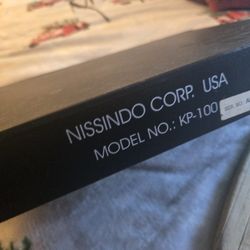 NISSINDO CORP. USA
MODEL NO.: KP-100